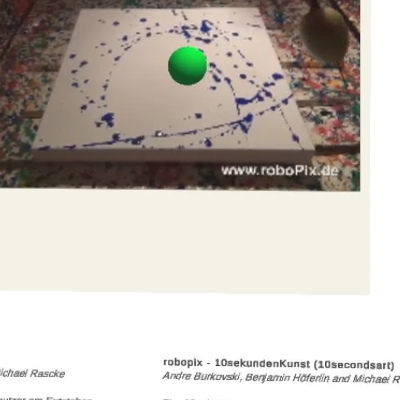 www.roboPix.de
robopix - 10sekundenKunst (10secondsart)
Michael Rascke
Andre Burkovski, Benjamin Höferlin and Michael R